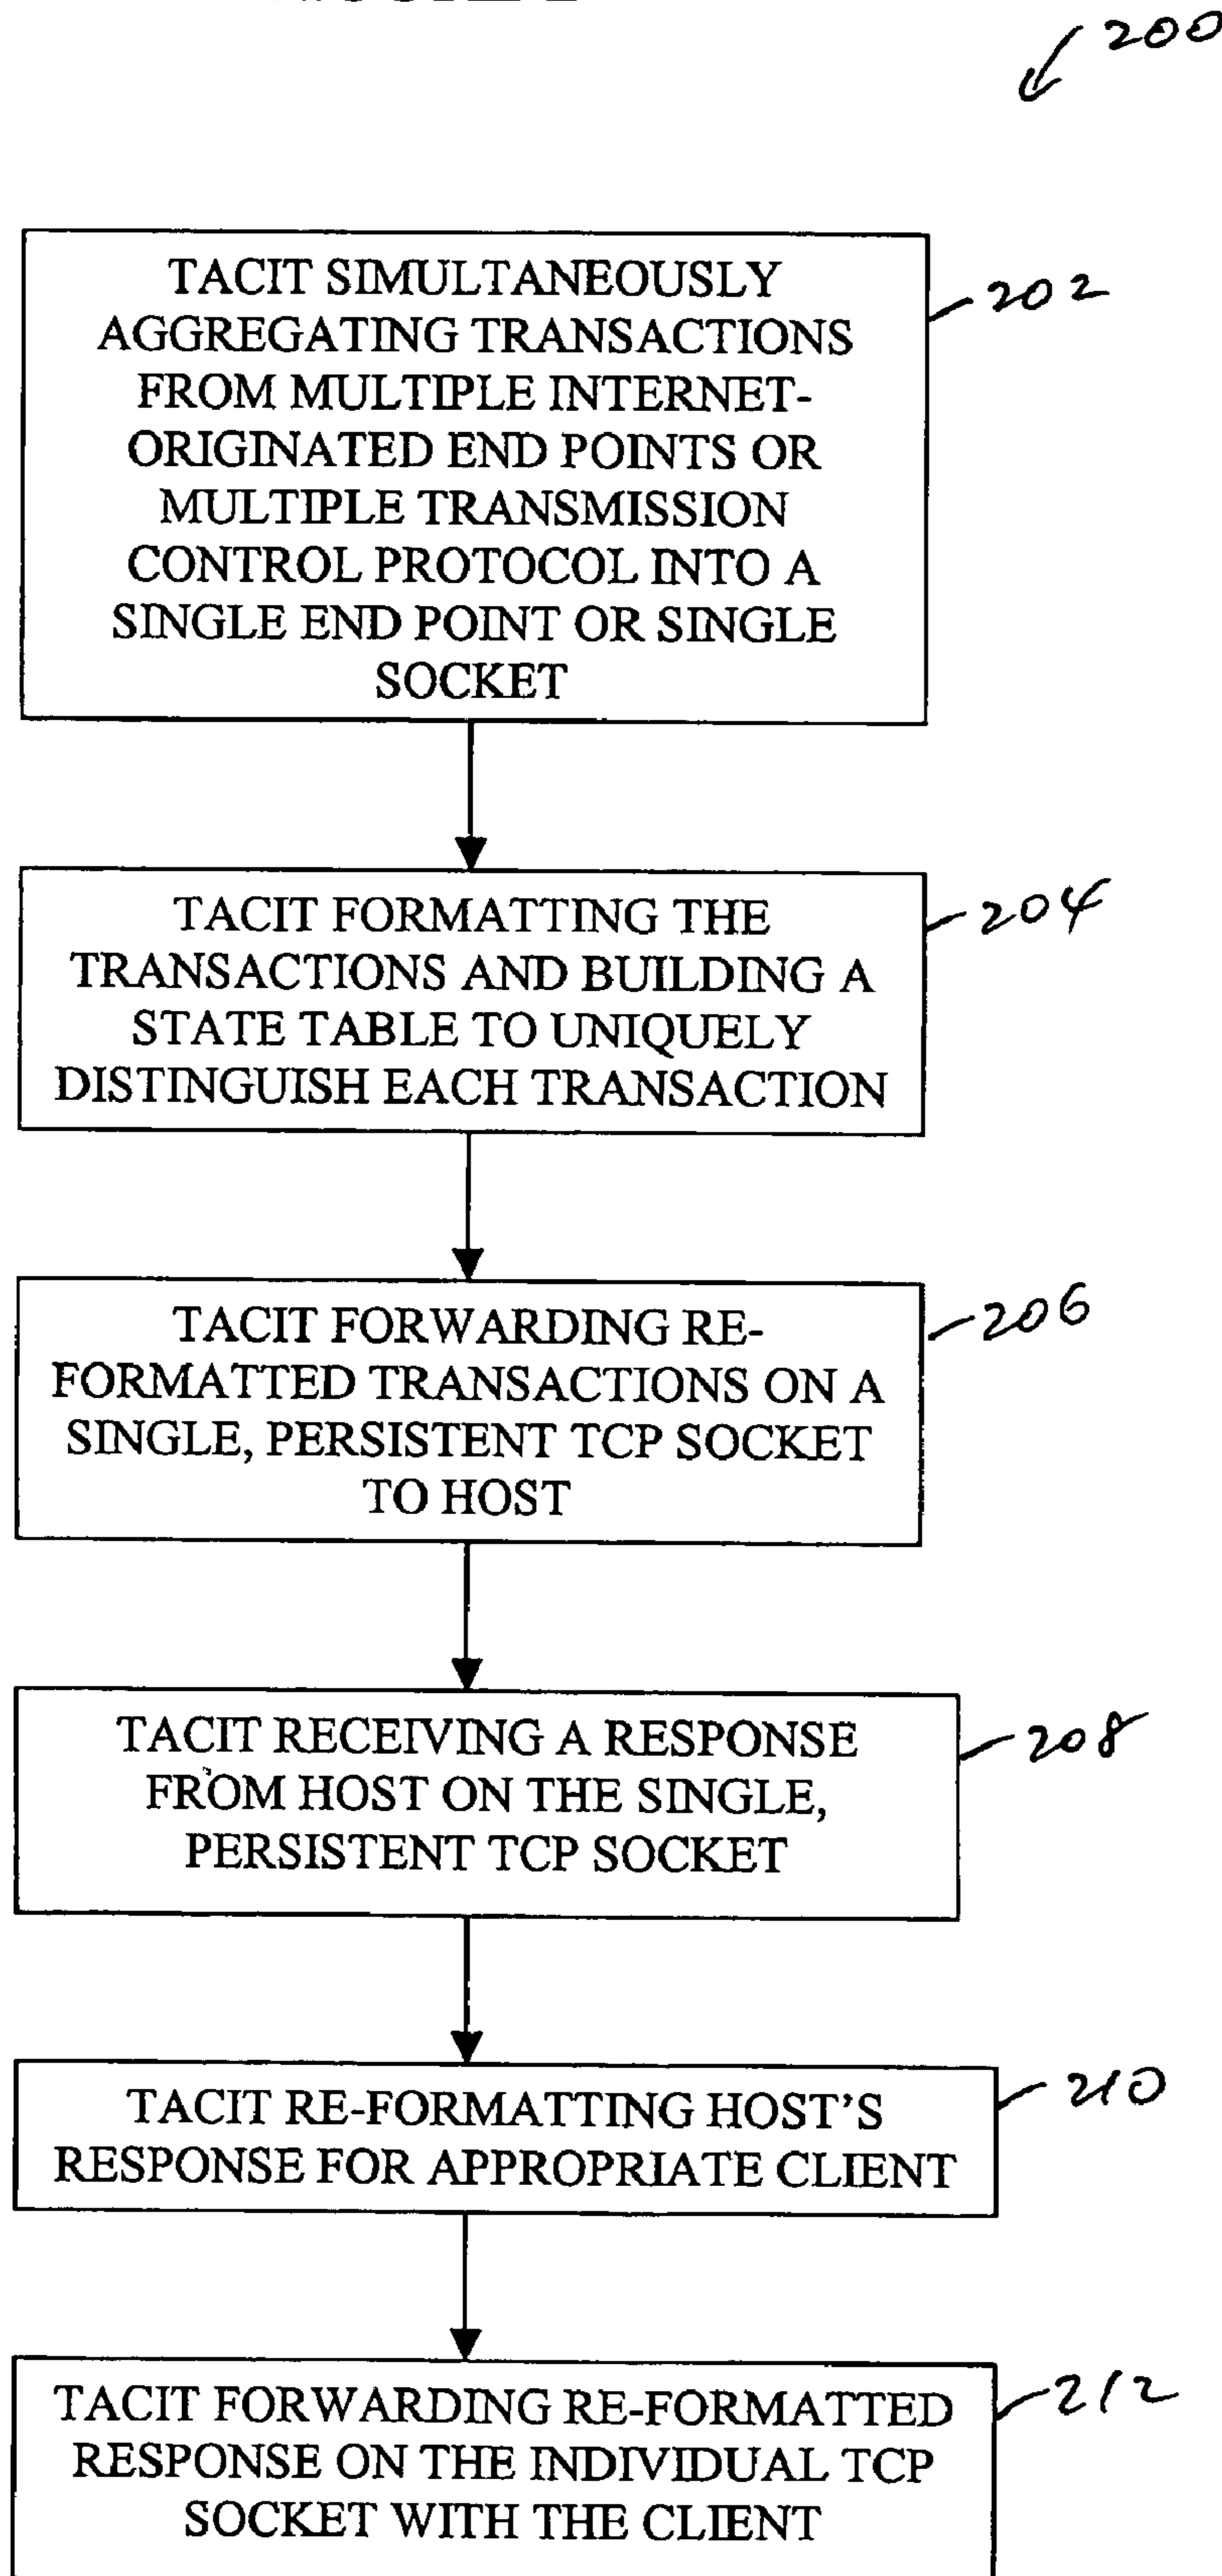 200
TACIT SIMULTANEOUSLY
AGGREGATING TRANSACTIONS
FROM MULTIPLE INTERNET-
ORIGINATED END POINTS OR
MULTIPLE TRANSMISSION
CONTROL PROTOCOL INTO A
SINGLE END POINT OR SINGLE
SOCKET
202
TACIT FORMATTING THE
TRANSACTIONS AND BUILDING A
STATE TABLE TO UNIQUELY
DISTINGUISH EACH TRANSACTION
204
TACIT FORWARDING RE-
FORMATTED TRANSACTIONS ON A
SINGLE, PERSISTENT TCP SOCKET
TO HOST
206
TACIT RECEIVING A RESPONSE
FROM HOST ON THE SINGLE,
PERSISTENT TCP SOCKET
208
TACIT RE-FORMATTING HOST'S
RESPONSE FOR APPROPRIATE CLIENT
210
TACIT FORWARDING RE-FORMATTED
RESPONSE ON THE INDIVIDUAL TCP
SOCKET WITH THE CLIENT
212